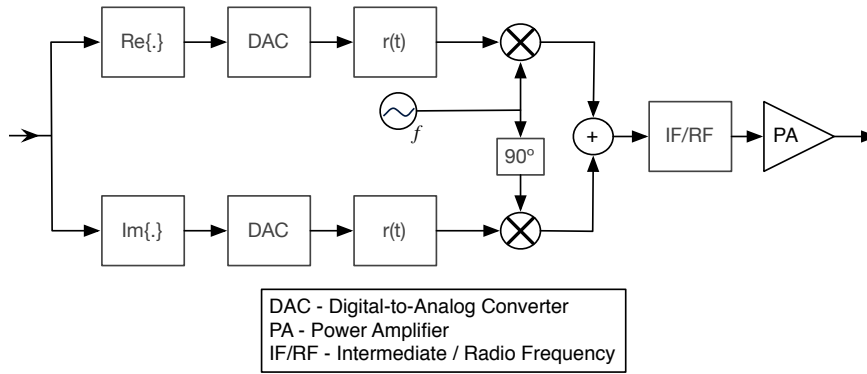 Re{.}
DAC
r(t)
f
+
IF/RF
PA
90º
Im{.}
DAC
r(t)
DAC - Digital-to-Analog Converter
PA - Power Amplifier
IF/RF - Intermediate / Radio Frequency